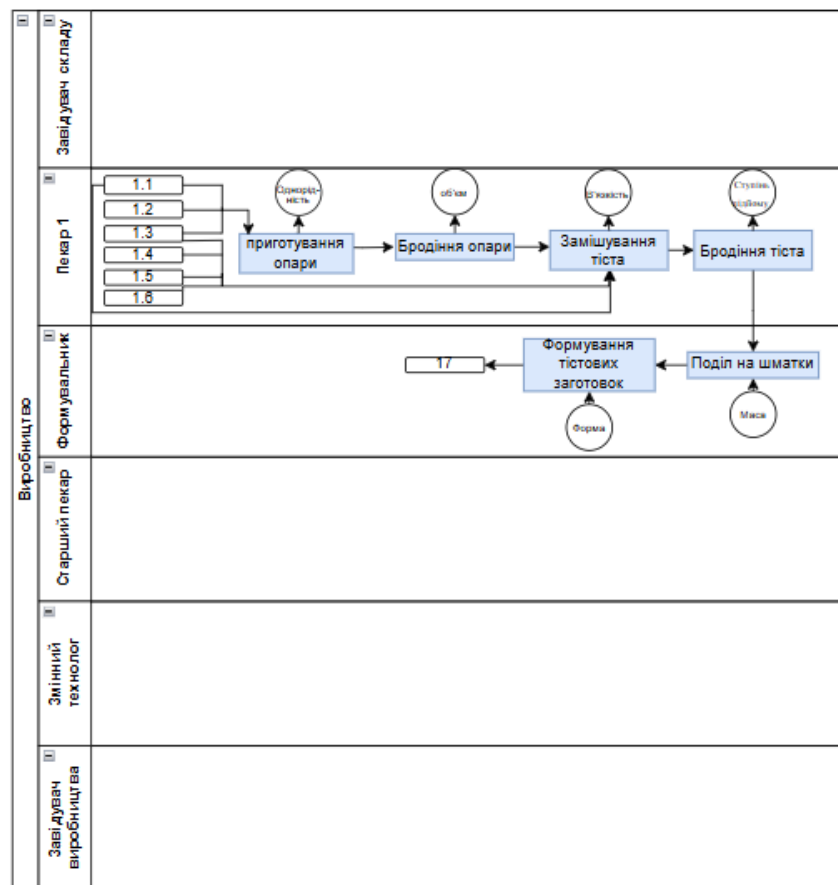 Виробництво
Завідувач складу
Пекар 1
1.1
1.2
1.3
1.4
1.5
1.6
Однорід-
ність
об'єм
В'язкість
Ступінь
підйому
приготування
опари
Бродіння опари
Замішування
тіста
Бродіння тіста
Формувальник
17
Формування
тістових
заготовок
Поділ на шматки
Форма
Маса
Старший пекар
Змінний
технолог
Завідувач
виробництва